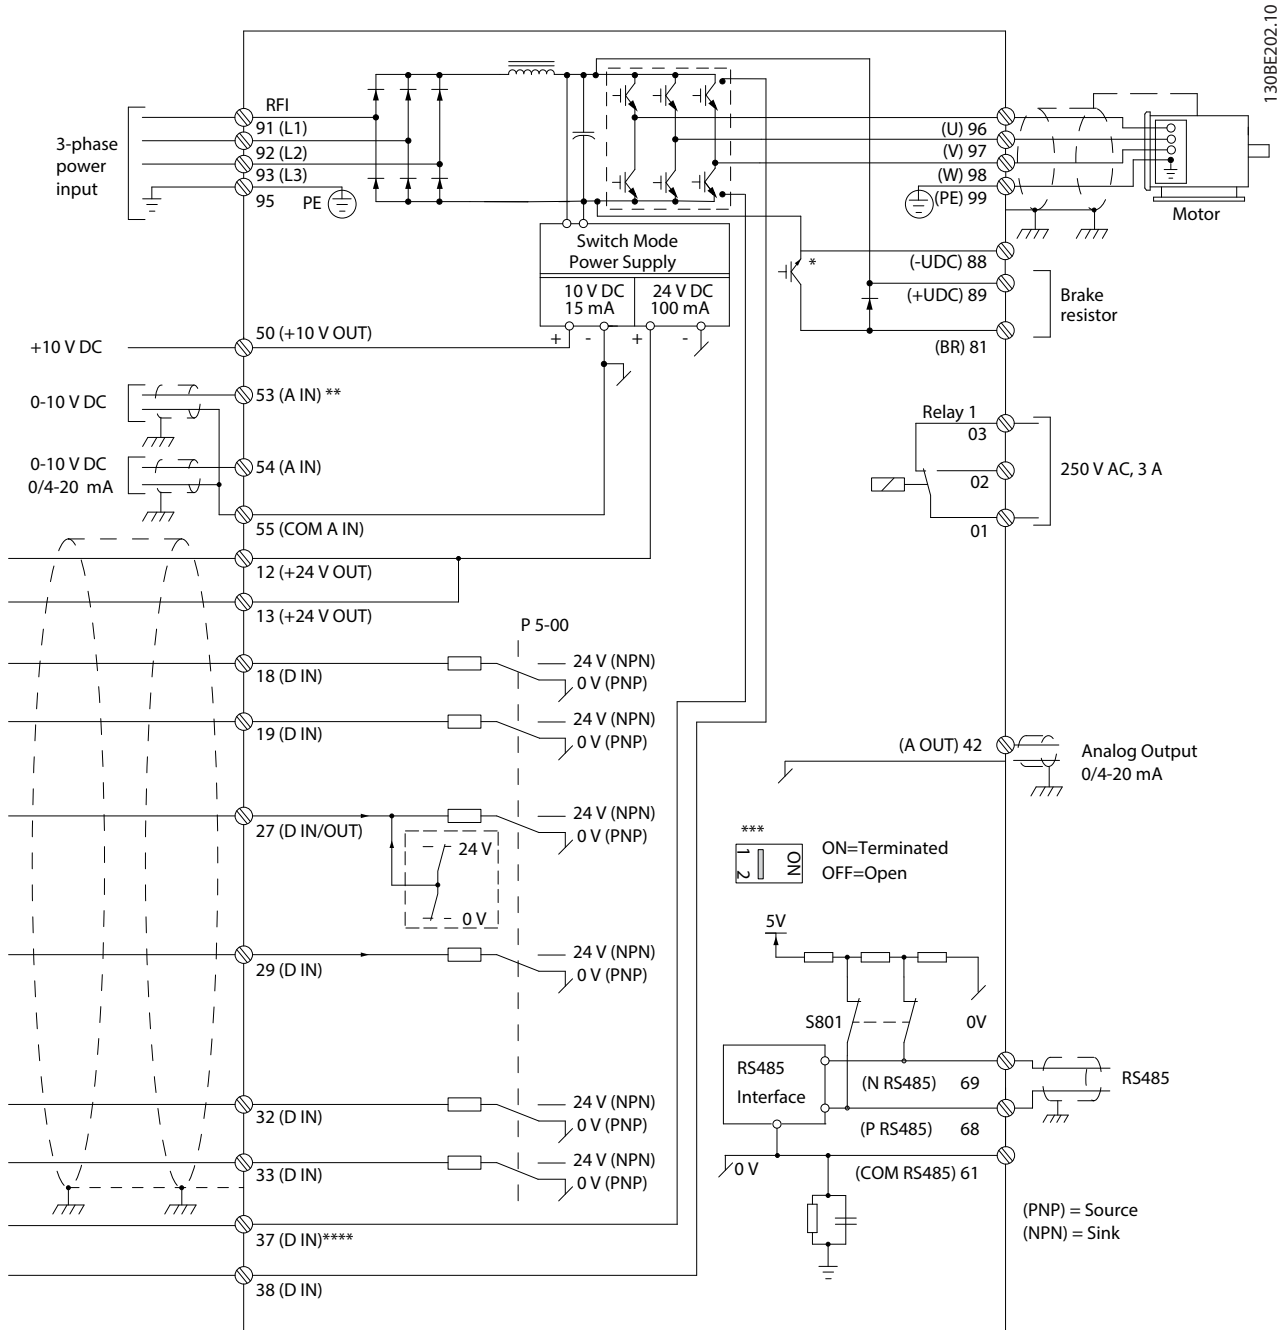 130BE202.10
3-phase
power
input
RFI
91 (L1)
92 (L2)
93 (L3)
95
PE
(U) 96
(V) 97
(W) 98
(PE) 99
Motor
Switch Mode
Power Supply
10 V DC
15 mA
24 V DC
100 mA
+ - + -
*
(-UDC) 88
(+UDC) 89
(BR) 81
Brake
resistor
+10 V DC
50 (+10 V OUT)
0-10 V DC
53 (A IN) **
0-10 V DC
0/4-20 mA
54 (A IN)
55 (COM A IN)
Relay 1
03
02
01
250 V AC, 3 A
12 (+24 V OUT)
13 (+24 V OUT)
P 5-00
18 (D IN)
24 V (NPN)
0 V (PNP)
19 (D IN)
24 V (NPN)
0 V (PNP)
27 (D IN/OUT)
24 V (NPN)
0 V (PNP)
24 V
0 V
29 (D IN)
24 V (NPN)
0 V (PNP)
32 (D IN)
24 V (NPN)
0 V (PNP)
33 (D IN)
24 V (NPN)
0 V (PNP)
37 (D IN)****
38 (D IN)
(A OUT) 42
Analog Output
0/4-20 mA
***
1 2
ON
ON=Terminated
OFF=Open
5V
S801
0V
RS485
Interface
(N RS485) 69
(P RS485) 68
RS485
0 V
(COM RS485) 61
(PNP) = Source
(NPN) = Sink